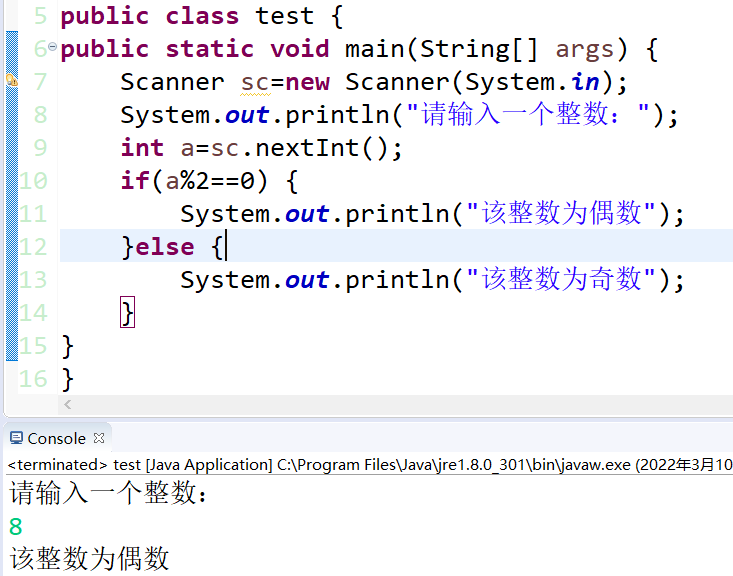 5 public class test {
6 public static void main(String[] args) {
7 Scanner sc=new Scanner(System.in);
8 System.out.println("请输入一个整数：");
9 int a=sc.nextInt();
10 if(a%2==0) {
11 System.out.println("该整数为偶数");
12 }else {
13 System.out.println("该整数为奇数");
14 }
15 }
16 }
Console
<terminated> test [Java Application] C:\Program Files\Java\jre1.8.0_301\bin\javaw.exe (2022年3月10
请输入一个整数：
8
该整数为偶数